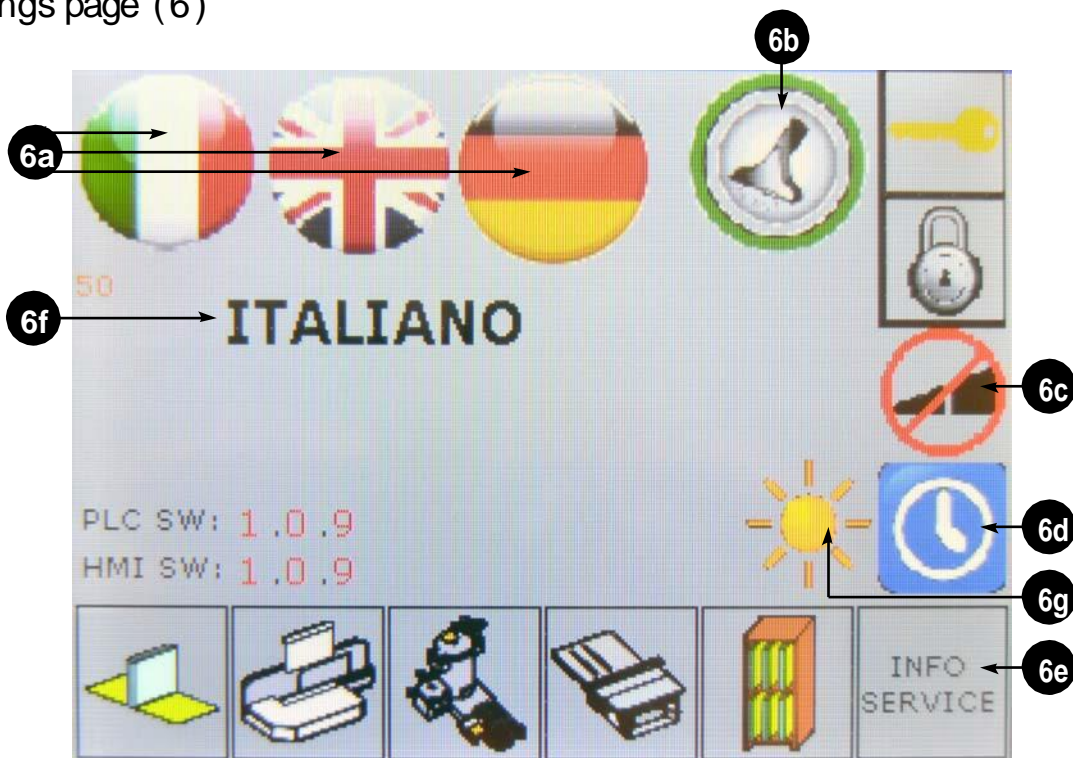 ngs page (6)
6b
6a
50
6f
ITALIANO
6c
PLC SW: 1.0.9
6d
HMI SW: 1.0.9
6g
INFO
6e
SERVICE